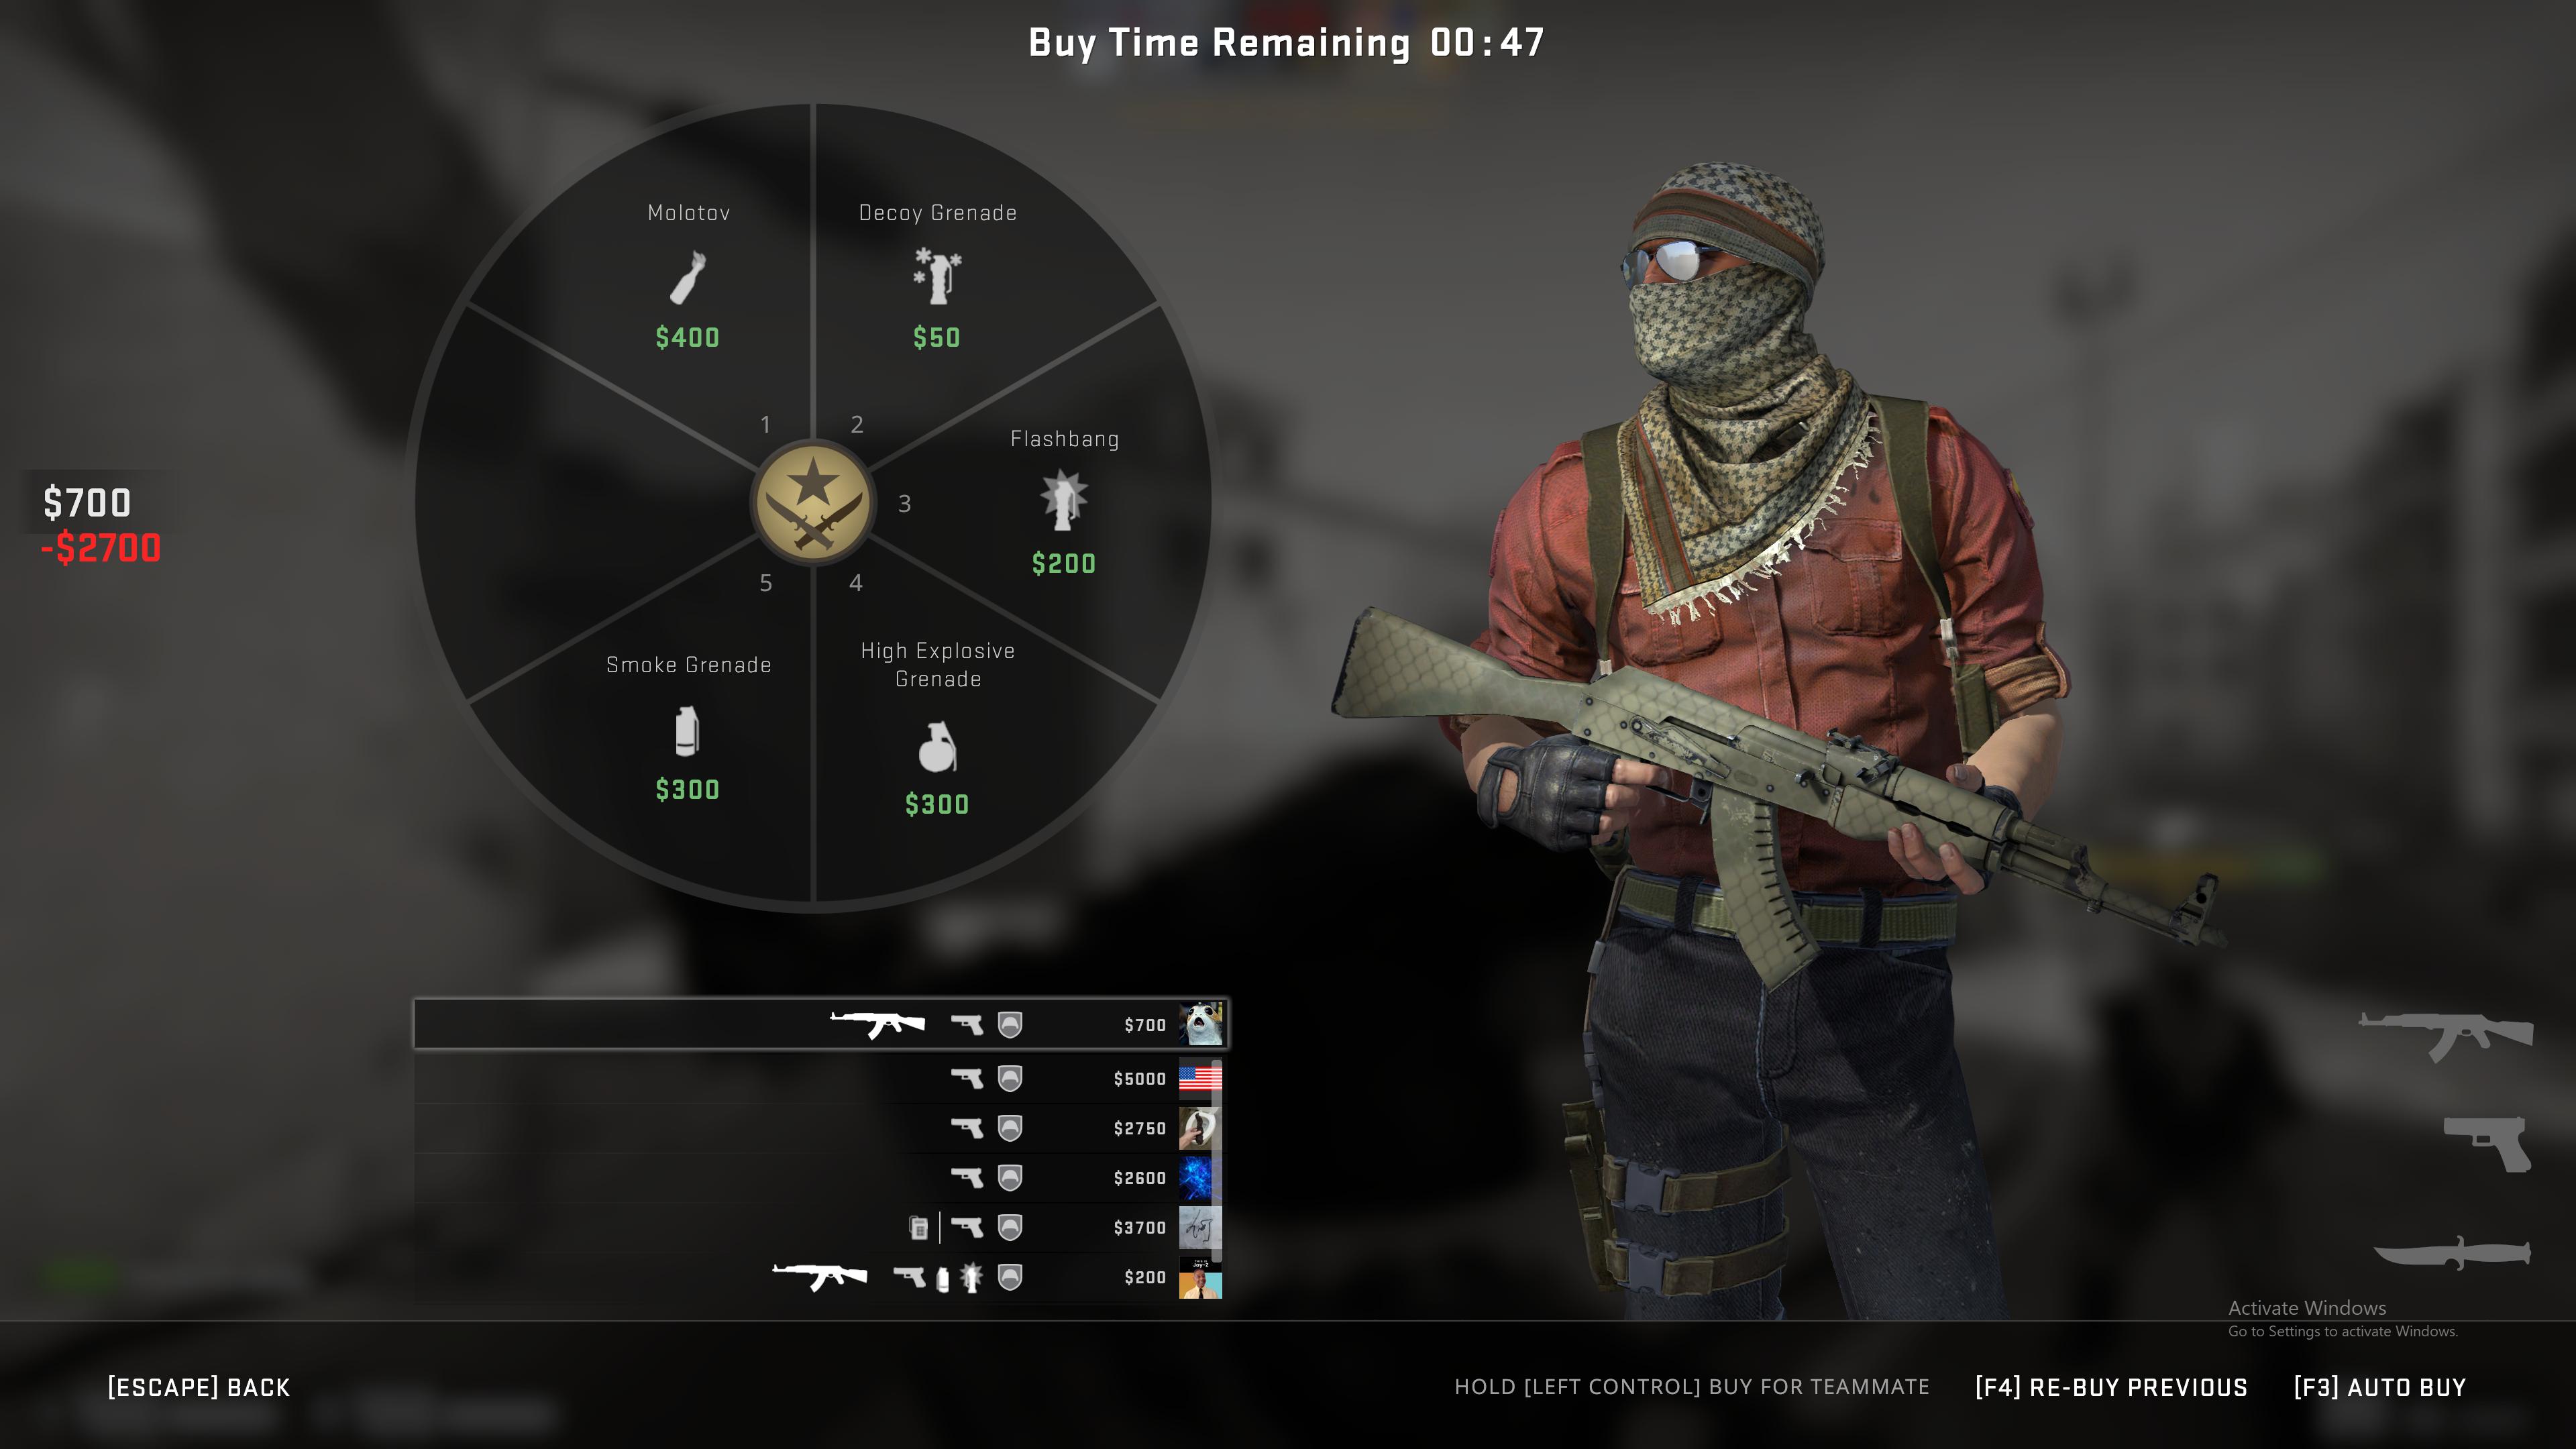 Buy Time Remaining 00:47
Molotov
$400
Decoy Grenade
$50
1
2
Flashbang
$200
3
$700
-$2700
5
4
Smoke Grenade
$300
High Explosive
Grenade
$300
$700
$5000
$2750
$2600
$3700
$200
Activate Windows
Go to Settings to activate Windows.
[ESCAPE] BACK
HOLD [LEFT CONTROL] BUY FOR TEAMMATE
[F4] RE-BUY PREVIOUS
[F3] AUTO BUY